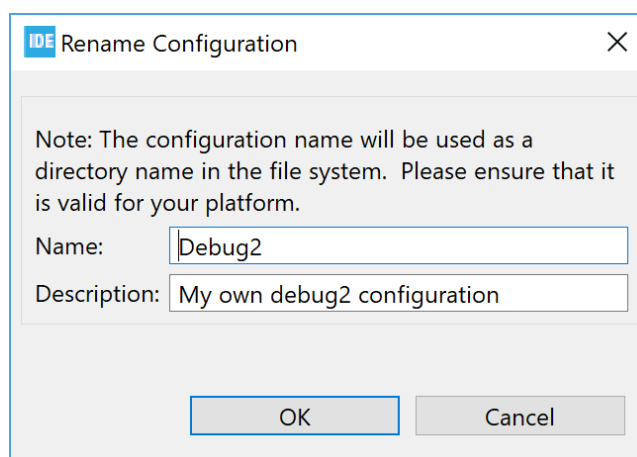 IDE Rename Configuration
Note: The configuration name will be used as a
directory name in the file system. Please ensure that it
is valid for your platform.
Name: Debug2
Description: My own debug2 configuration
OK Cancel